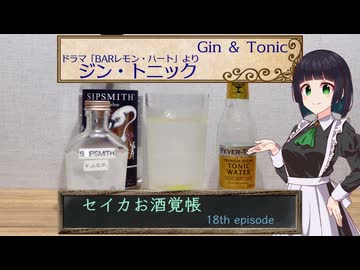 Gin & Tonic
ドラマ「BARレモン・ハート」より
ジン・トニック
SIPSMITH
SIPSMITH
V.J.O.P.
FEVER-TREE
TONIC
WATER
セイカお酒覚帳
18th episode